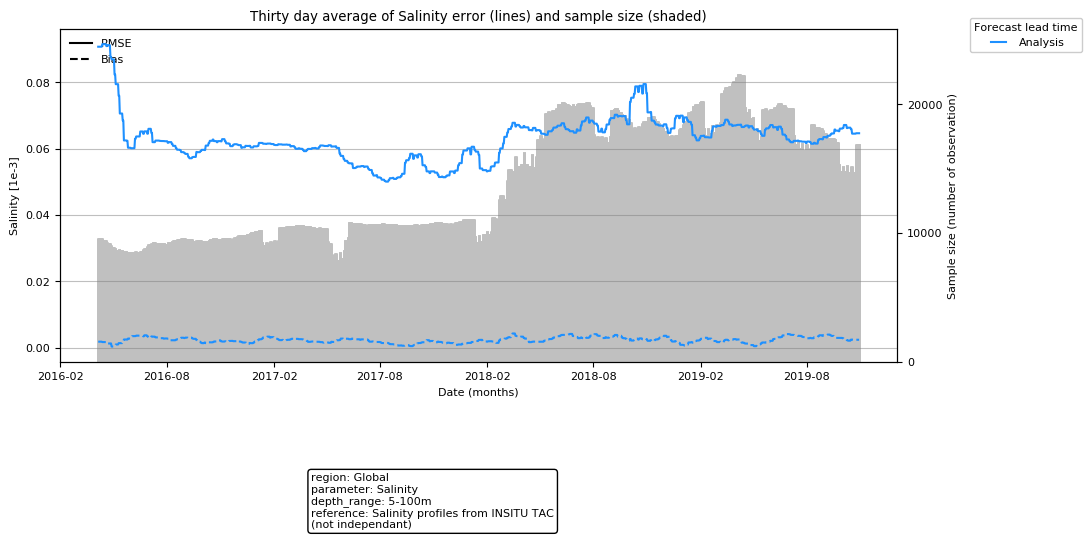 Thirty day average of Salinity error (lines) and sample size (shaded)
Forecast lead time
Analysis
RMSE
Bias
Salinity [1e-3]
0.08
0.06
0.04
0.02
0.00
20000
10000
0
Sample size (number of observation)
2016-02
2016-08
2017-02
2017-08
2018-02
2018-08
2019-02
2019-08
Date (months)
region: Global
parameter: Salinity
depth_range: 5-100m
reference: Salinity profiles from INSITU TAC
(not independant)